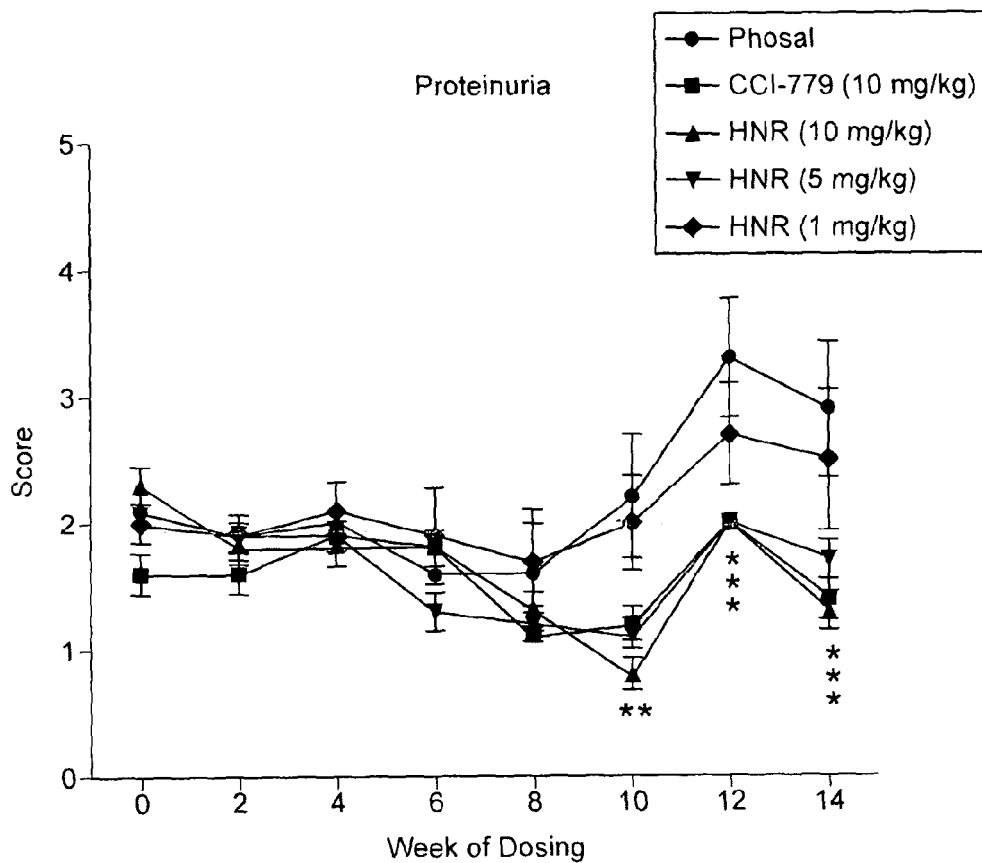 Phosal
CCI-779 (10 mg/kg)
HNR (10 mg/kg)
HNR (5 mg/kg)
HNR (1 mg/kg)
Proteinuria
5
4
3
2
1
0
Score
**
*
*
*
*
*
*
0 2 4 6 8 10 12 14
Week of Dosing